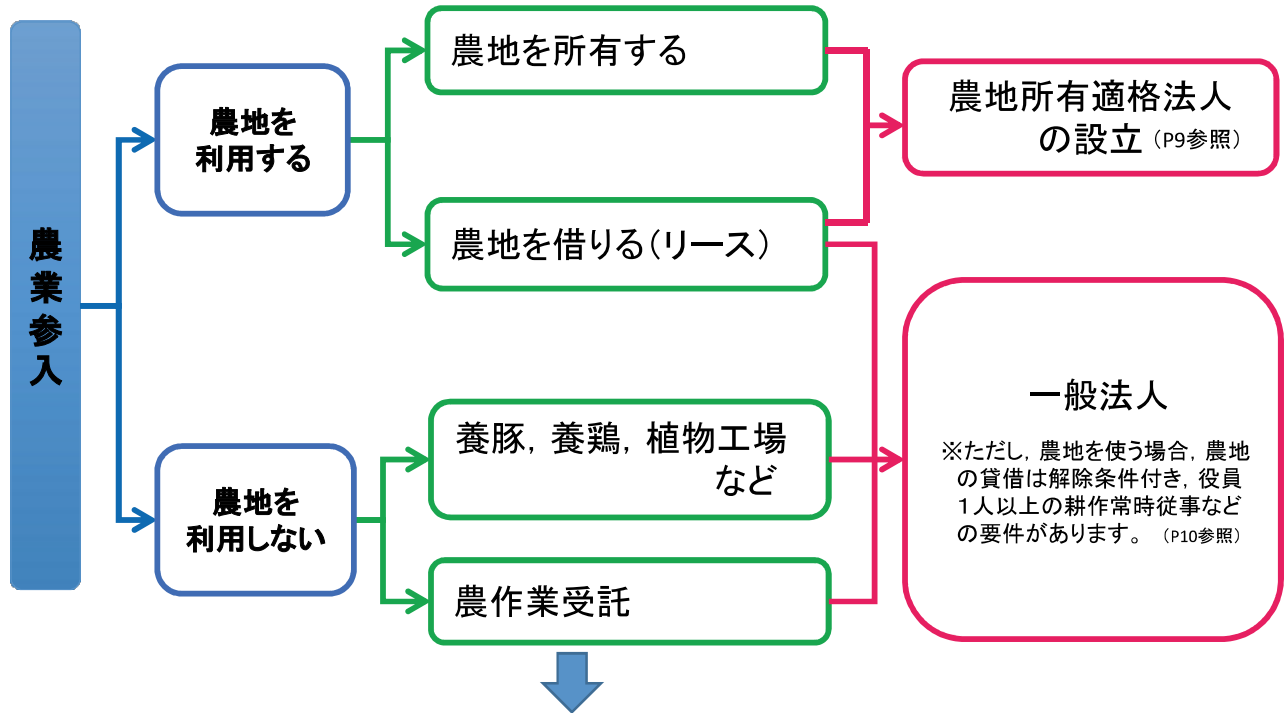 農業参入
農地を
利用する
農地を
利用しない
農地を所有する
農地を借りる(リース)
養豚，養鶏，植物工場
など
農作業受託
農地所有適格法人
の設立（P9参照）
一般法人
※ただし，農地を使う場合，農地
の貸借は解除条件付き，役員
１人以上の耕作常時従事など
の要件があります。（P10参照）